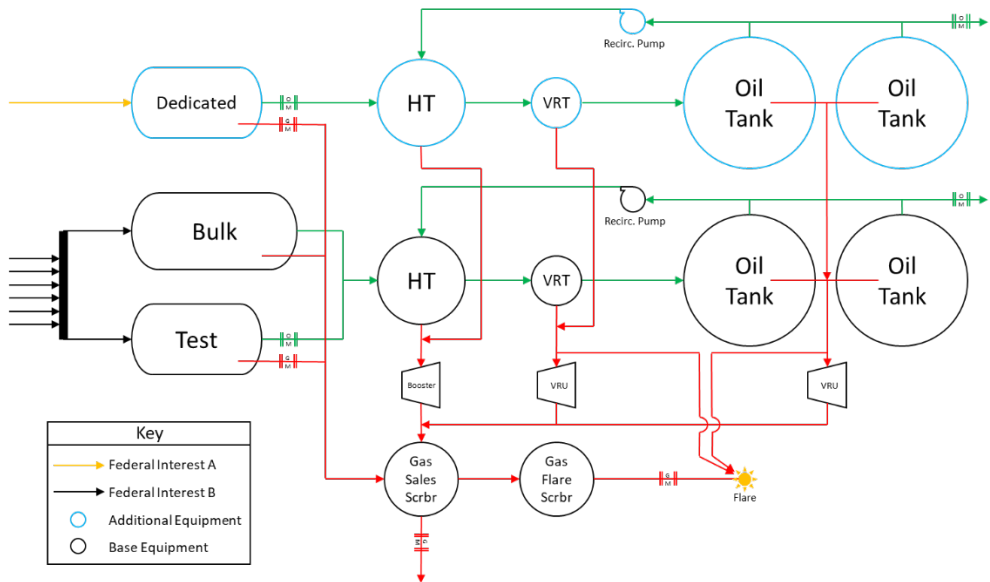 O
M
Recirc. Pump
Dedicated
O
M
G
M
HT
VRT
Oil
Tank
Oil
Tank
O
M
Recirc. Pump
Bulk
HT
VRT
Oil
Tank
Oil
Tank
Test
O
M
G
M
Booster
VRU
VRU
Key
Federal Interest A
Federal Interest B
Additional Equipment
Base Equipment
Gas
Sales
Scrbr
Gas
Flare
Scrbr
G
M
Flare
G
M